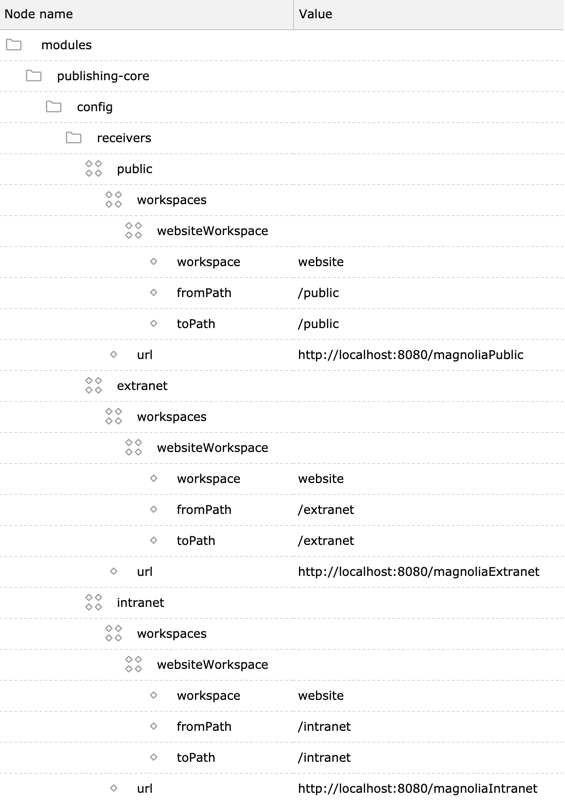 Node name Value
modules
publishing-core
config
receivers
public
workspaces
websiteWorkspace
workspace website
fromPath /public
toPath /public
url http://localhost:8080/magnoliaPublic
extranet
workspaces
websiteWorkspace
workspace website
fromPath /extranet
toPath /extranet
url http://localhost:8080/magnoliaExtranet
intranet
workspaces
websiteWorkspace
workspace website
fromPath /intranet
toPath /intranet
url http://localhost:8080/magnoliaIntranet